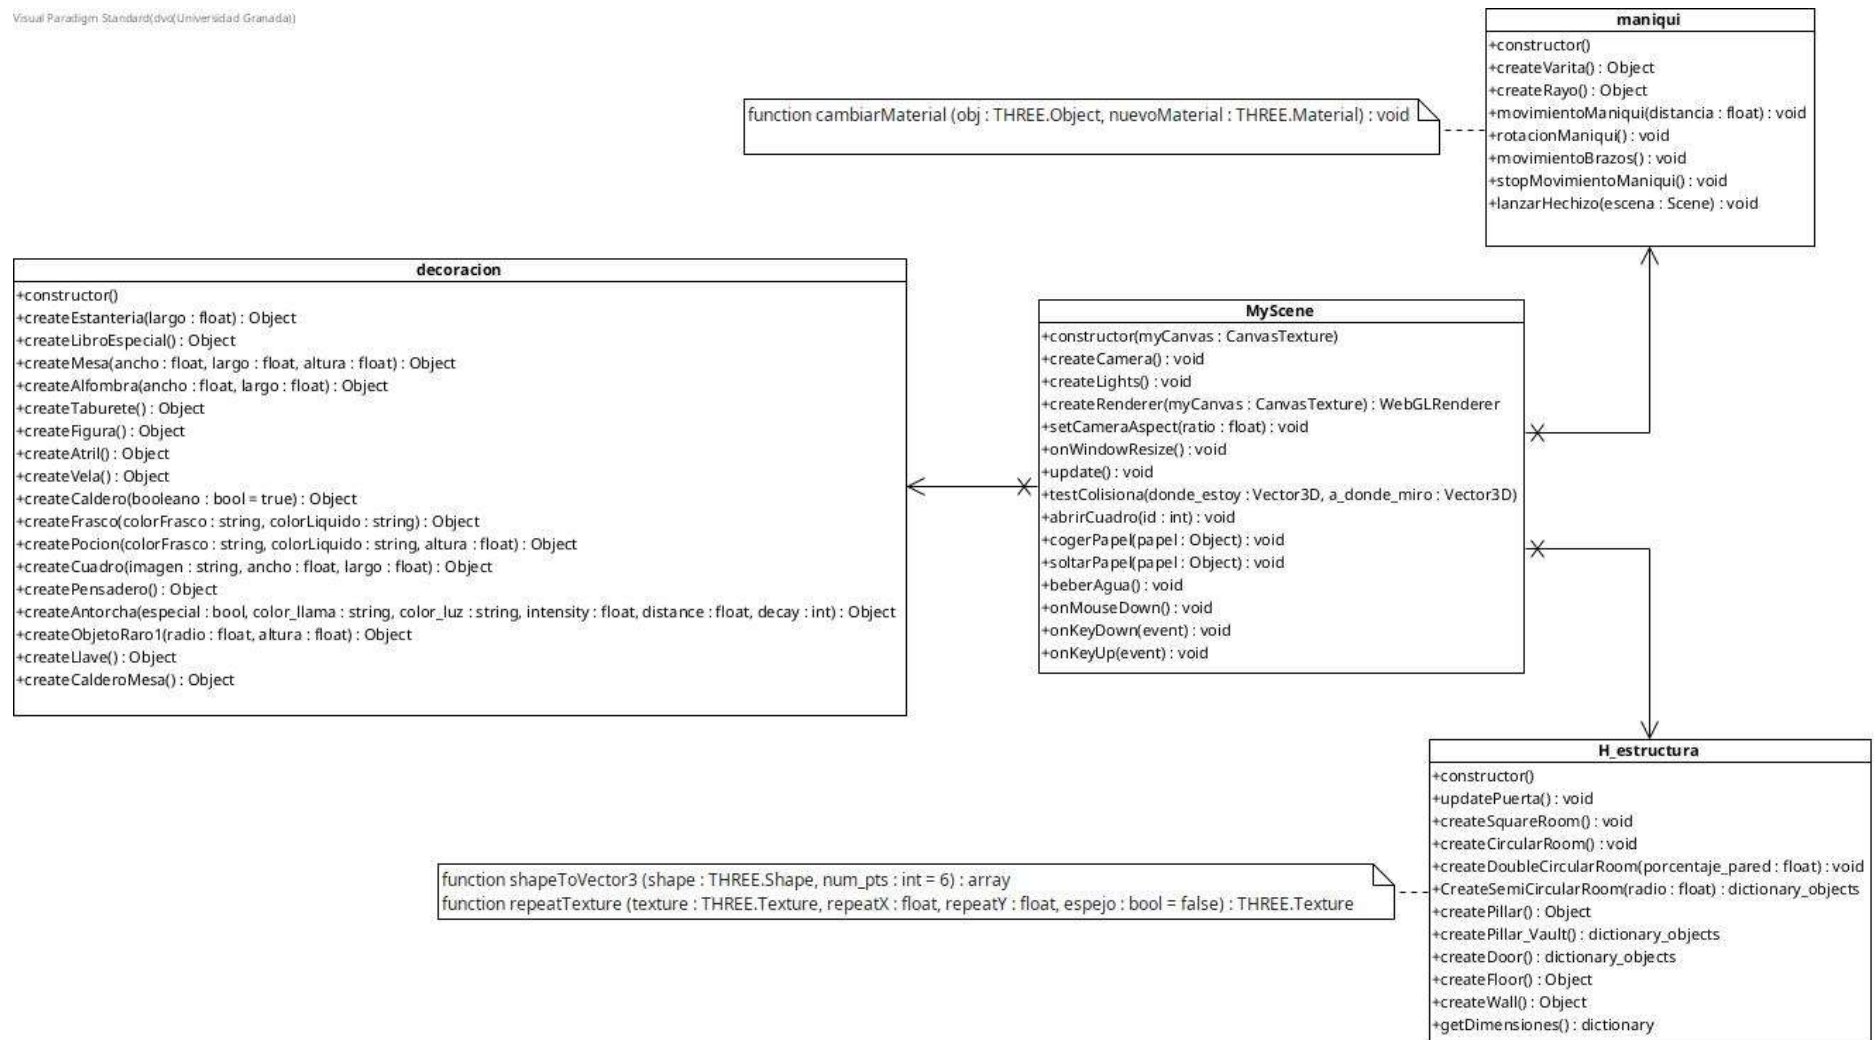 Visual Paradigm Standard(dvo(Universidad Granada))
maniqui
+constructor()
+createVarita() : Object
+createRayo() : Object
+movimientoManiqui(distancia : float) : void
+rotacionManiqui() : void
+movimientoBrazos() : void
+stopMovimientoManiqui() : void
+lanzarHechizo(escena : Scene) : void
function cambiarMaterial (obj : THREE.Object, nuevoMaterial : THREE.Material) : void
decoracion
+constructor()
+createEstanteria(largo : float) : Object
+createLibroEspecial() : Object
+createMesa(ancho : float, largo : float, altura : float) : Object
+createAlfombra(ancho : float, largo : float) : Object
+createTaburete() : Object
+createFigura() : Object
+createAtril() : Object
+createVela() : Object
+createCaldero(booleano : bool = true) : Object
+createFrasco(colorFrasco : string, colorLiquido : string) : Object
+createPocion(colorFrasco : string, colorLiquido : string, altura : float) : Object
+createCuadro(imagen : string, ancho : float, largo : float) : Object
+createPensadero() : Object
+createAntorcha(especial : bool, color_llama : string, color_luz : string, intensity : float, distance : float, decay : int) : Object
+createObjetoRaro1(radio : float, altura : float) : Object
+createLlave() : Object
+createCalderoMesa() : Object
MyScene
+constructor(myCanvas : CanvasTexture)
+createCamera() : void
+createLights() : void
+createRenderer(myCanvas : CanvasTexture) : WebGLRenderer
+setCameraAspect(ratio : float) : void
+onWindowResize() : void
+update() : void
+testColisiona(donde_estoy : Vector3D, a_donde_miro : Vector3D)
+abrirCuadro(id : int) : void
+cogerPapel(papel : Object) : void
+soltarPapel(papel : Object) : void
+beberAgua() : void
+onMouseDown() : void
+onKeyDown(event) : void
+onKeyUp(event) : void
H_estructura
+constructor()
+updatePuerta() : void
+createSquareRoom() : void
+createCircularRoom() : void
+createDoubleCircularRoom(porcentaje_pared : float) : void
+CreateSemiCircularRoom(radio : float) : dictionary_objects
+createPillar() : Object
+createPillar_Vault() : dictionary_objects
+createDoor() : dictionary_objects
+createFloor() : Object
+createWall() : Object
+getDimensiones() : dictionary
function shapeToVector3 (shape : THREE.Shape, num_pts : int = 6) : array
function repeatTexture (texture : THREE.Texture, repeatX : float, repeatY : float, espejo : bool = false) : THREE.Texture